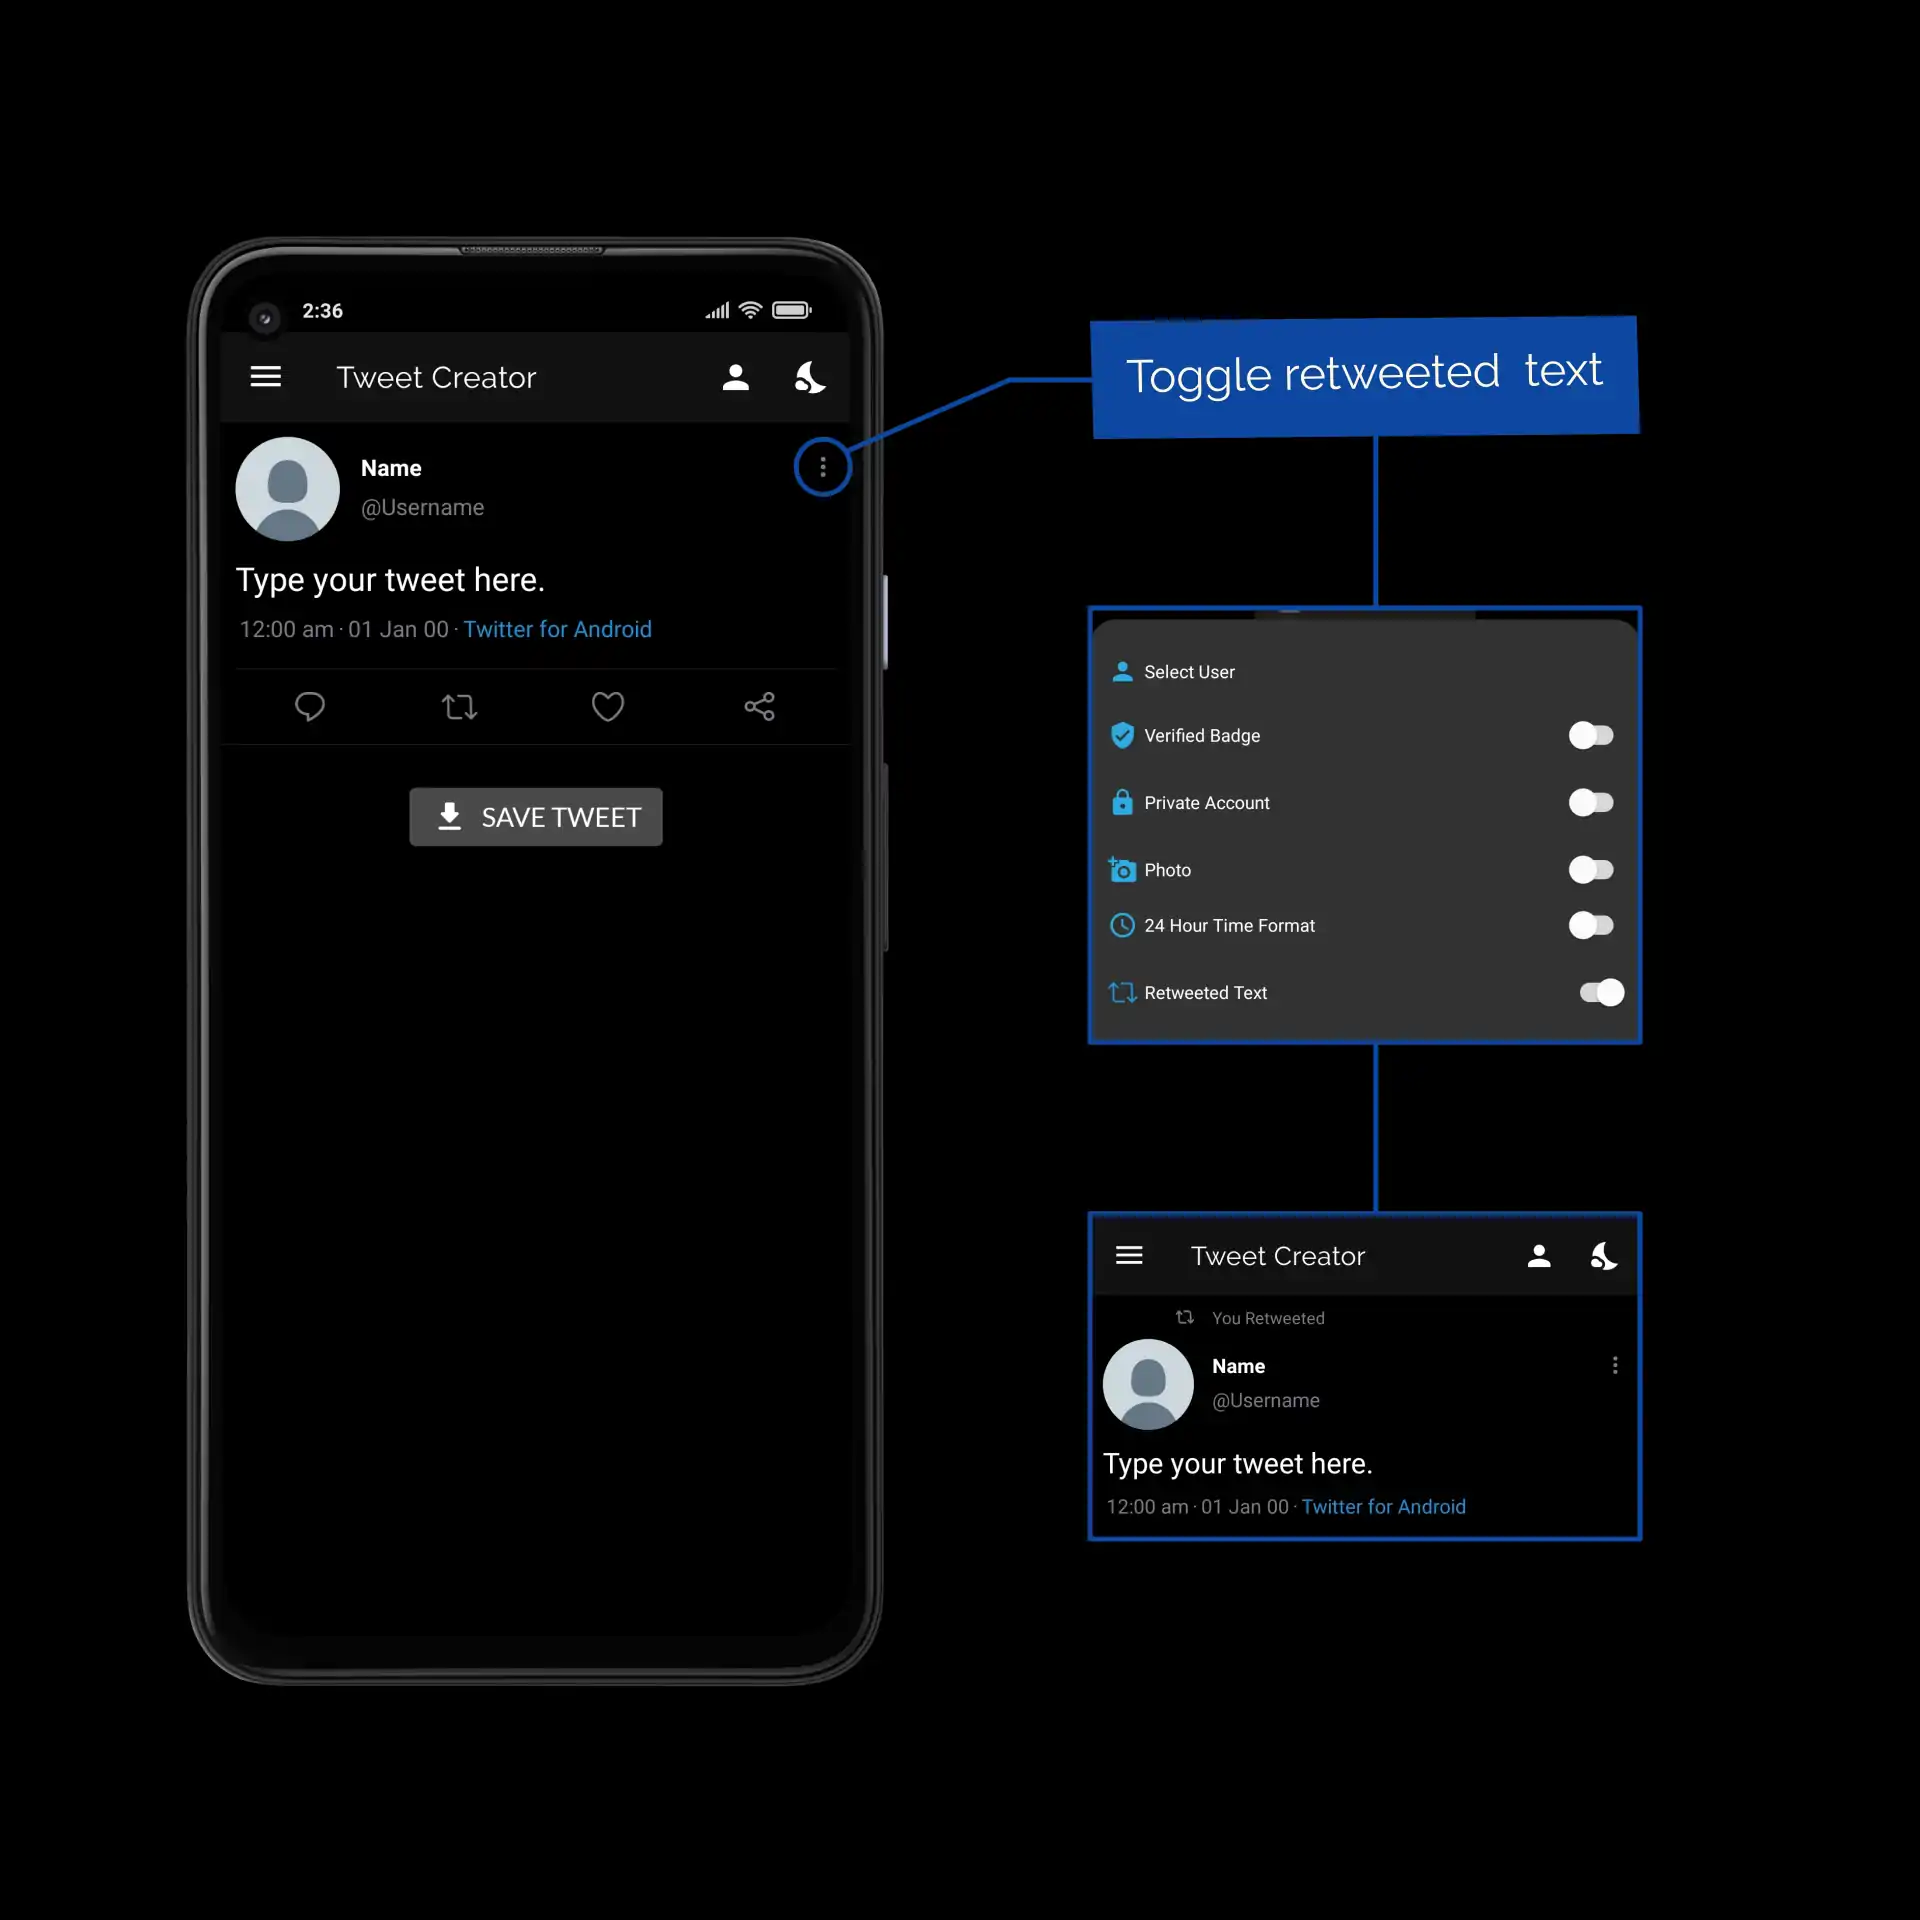 2:36
Tweet Creator
Name
@Username
Type your tweet here.
12:00 am · 01 Jan 00 · Twitter for Android
SAVE TWEET
Toggle retweeted text
Select User
Verified Badge
Private Account
Photo
24 Hour Time Format
Retweeted Text
Tweet Creator
You Retweeted
Name
@Username
Type your tweet here.
12:00 am · 01 Jan 00 · Twitter for Android